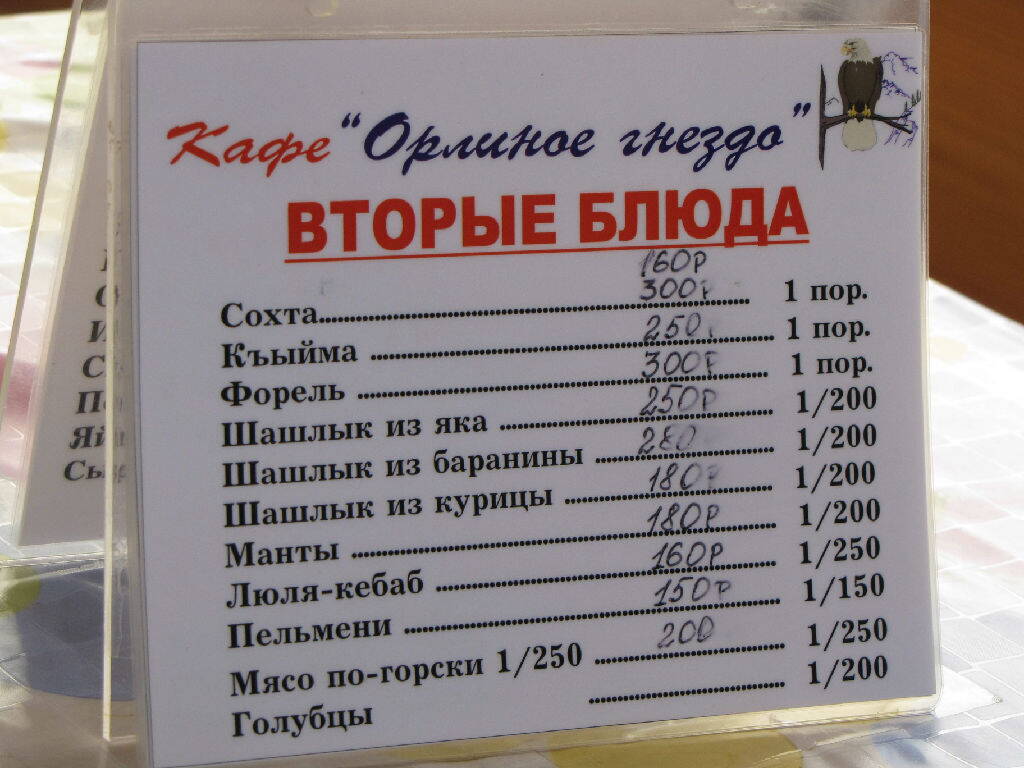 Кафе "Орлиное гнездо"
ВТОРЫЕ БЛЮДА
160Р
Сохта 300р 1 пор.
Къыйма 250 1 пор.
Форель 300Р 1 пор.
Шашлык из яка 250Р 1/200
Шашлык из баранины 280 1/200
Шашлык из курицы 180Р 1/200
Манты 180Р 1/200
Люля-кебаб 160Р 1/250
Пельмени 150Р 1/150
Мясо по-горски 1/250 200 1/250
Голубцы 1/200